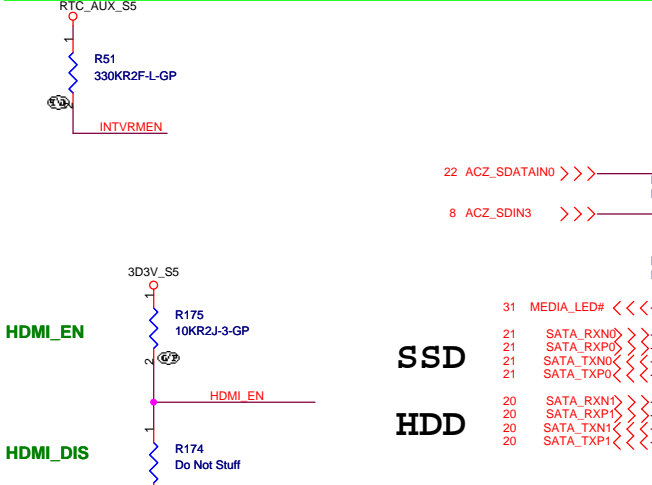 RTC_AUX_S5
1
R51
330KR2F-L-GP
2
INTVRMEN
22 ACZ_SDATAIN0
8 ACZ_SDIN3
3D3V_S5
1
R175
10KR2J-3-GP
HDMI_EN
2
G/P
HDMI_EN
1
R174
Do Not Stuff
HDMI_DIS
31 MEDIA_LED#
SSD
21 SATA_RXN0
21 SATA_RXP0
21 SATA_TXN0
21 SATA_TXP0
HDD
20 SATA_RXN1
20 SATA_RXP1
20 SATA_TXN1
20 SATA_TXP1